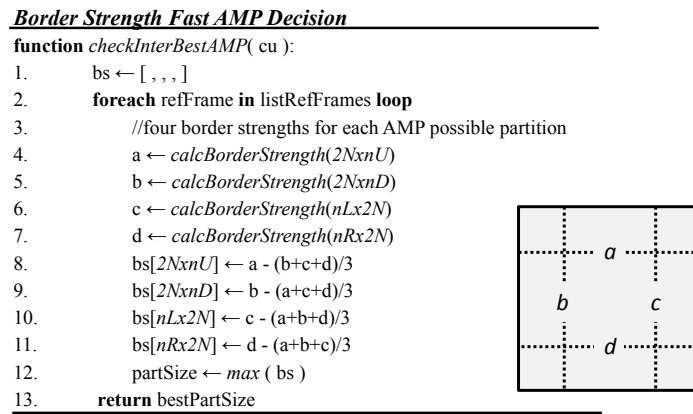 Border Strength Fast AMP Decision
function checkInterBestAMP( cu ):
1. bs ← [ , , , ]
2. foreach refFrame in listRefFrames loop
3. //four border strengths for each AMP possible partition
4. a ← calcBorderStrength(2NxnU)
5. b ← calcBorderStrength(2NxnD)
6. c ← calcBorderStrength(nLx2N)
7. d ← calcBorderStrength(nRx2N)
8. bs[2NxnU] ← a - (b+c+d)/3
9. bs[2NxnD] ← b - (a+c+d)/3
10. bs[nLx2N] ← c - (a+b+d)/3
11. bs[nRx2N] ← d - (a+b+c)/3
12. partSize ← max ( bs )
13. return bestPartSize
a
b c
d